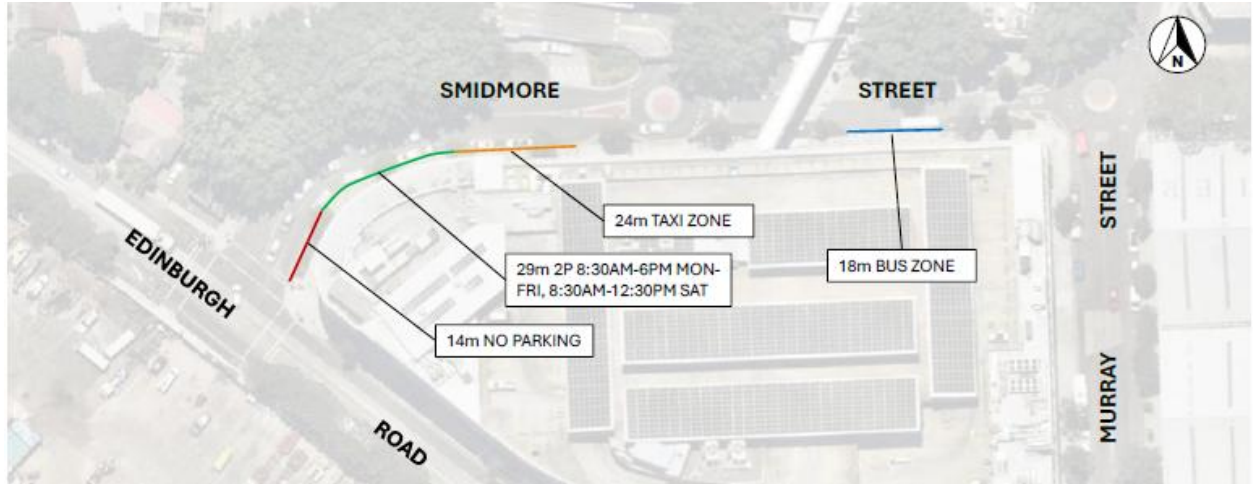 SMIDMORE
STREET
N
STREET
24m TAXI ZONE
EDINBURGH
29m 2P 8:30AM-6PM MON-
FRI, 8:30AM-12:30PM SAT
18m BUS ZONE
14m NO PARKING
MURRAY
ROAD